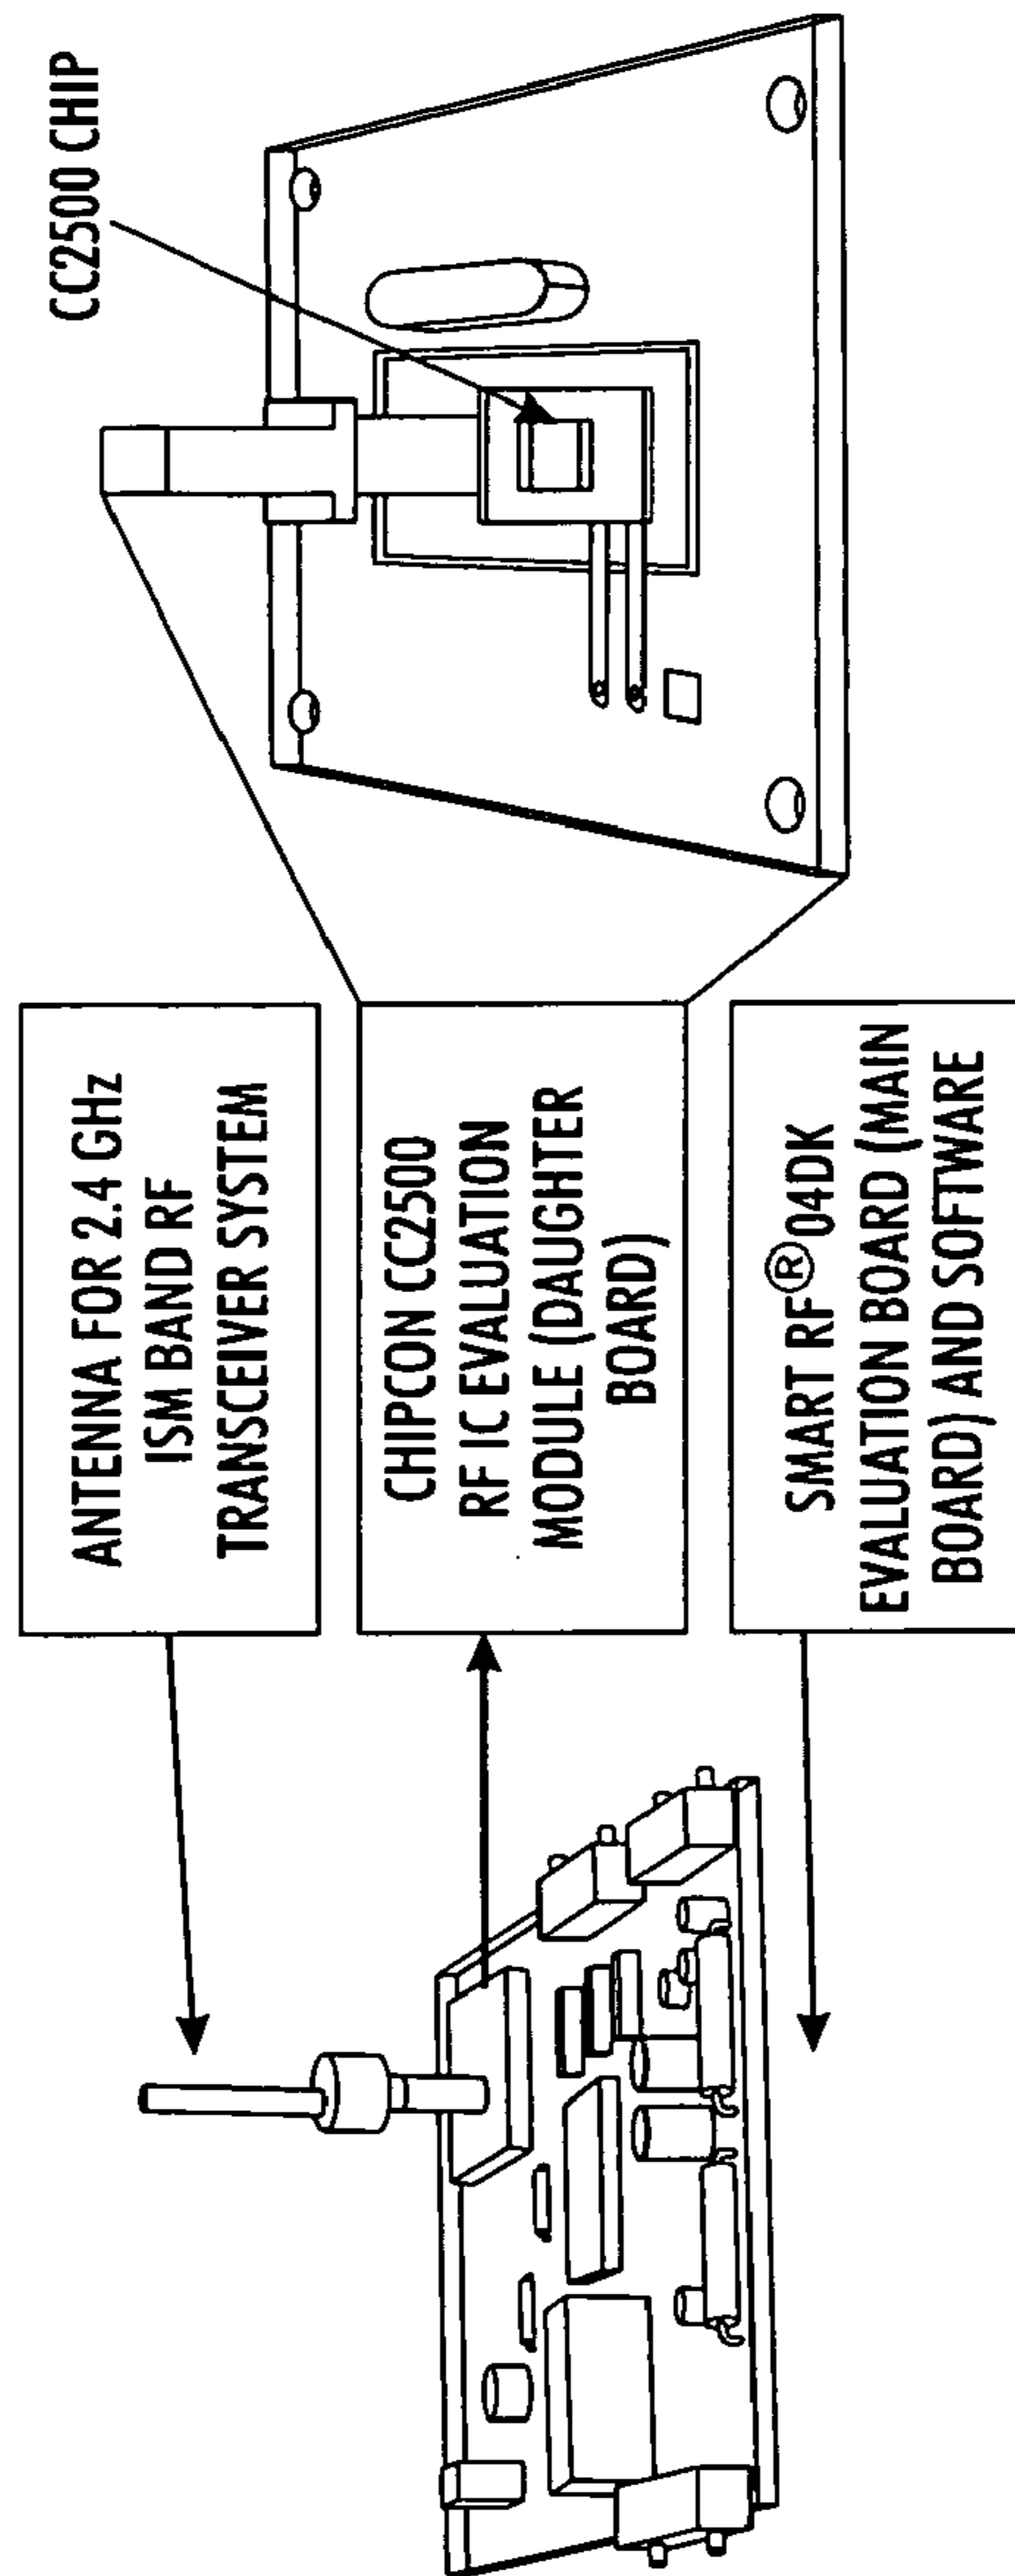 ANTENNA FOR 2.4 GHz
ISM BAND RF
TRANSCEIVER SYSTEM
CHIPCON CC2500
RF IC EVALUATION
MODULE (DAUGHTER
BOARD)
SMART RF®04DK
EVALUATION BOARD (MAIN
BOARD) AND SOFTWARE
CC2500 CHIP